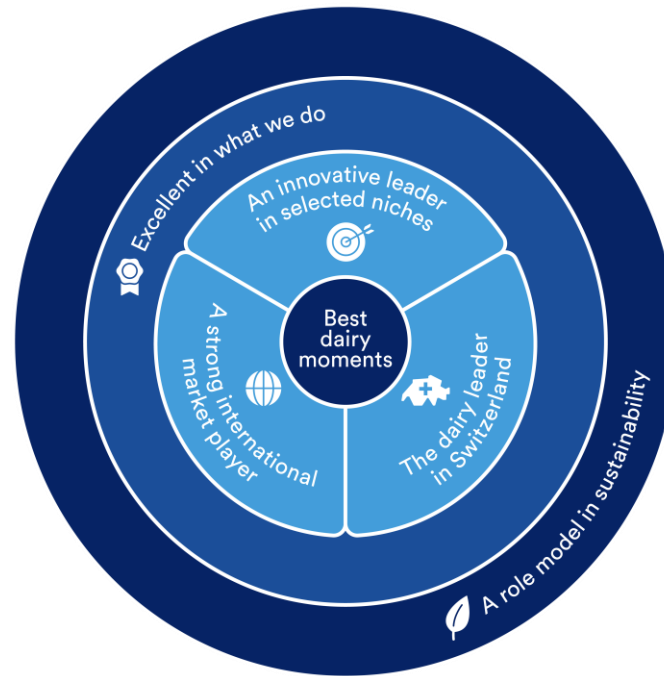 Excellent in what we do
An innovative leader
in selected niches
Best
dairy
moments
A strong international
market player
The dairy leader
in Switzerland
A role model in sustainability